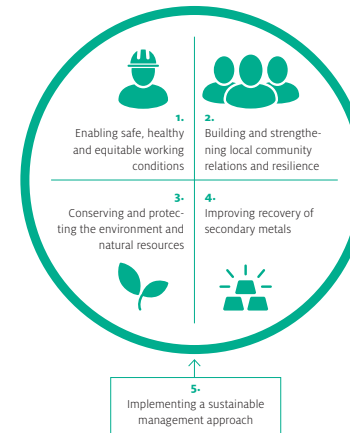 1.
Enabling safe, healthy
and equitable working
conditions
2.
Building and strengthe-
ning local community
relations and resilience
3.
Conserving and protec-
ting the environment and
natural resources
4.
Improving recovery of
secondary metals
5.
Implementing a sustainable
management approach